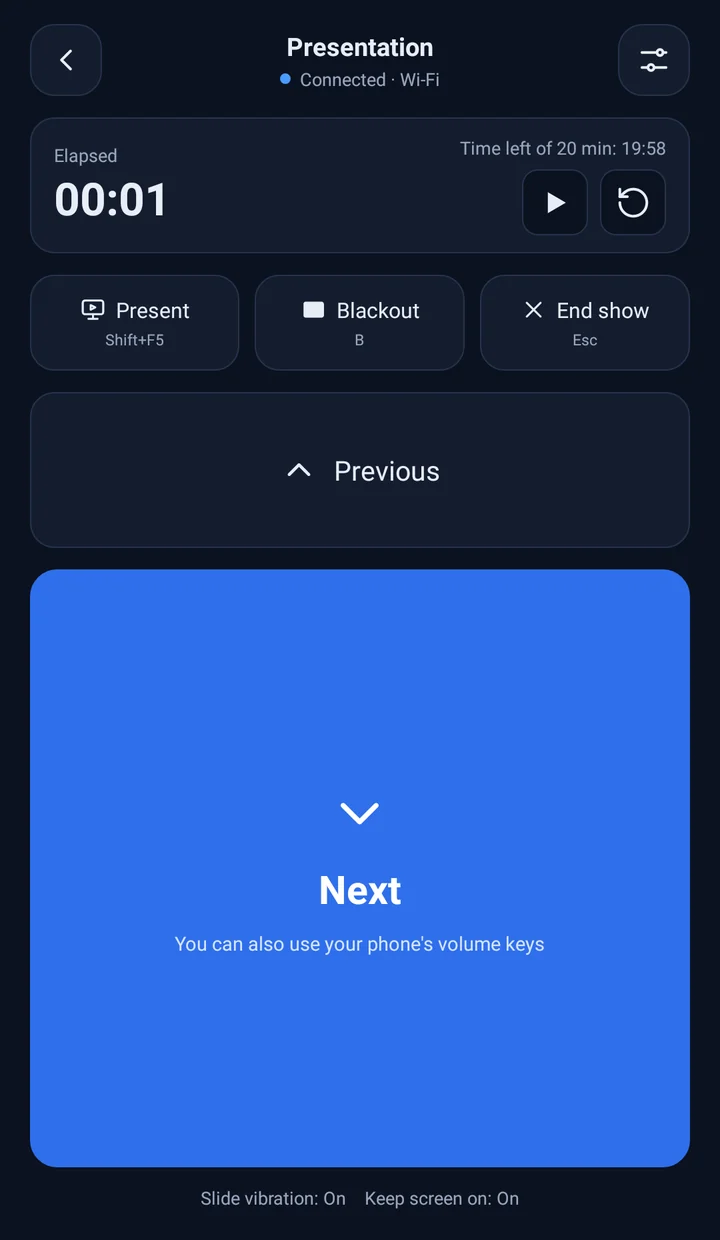 Presentation
Connected · Wi-Fi
Elapsed
Time left of 20 min: 19:58
00:01
Present
Shift+F5
Blackout
B
End show
Esc
Previous
Next
You can also use your phone's volume keys
Slide vibration: On Keep screen on: On